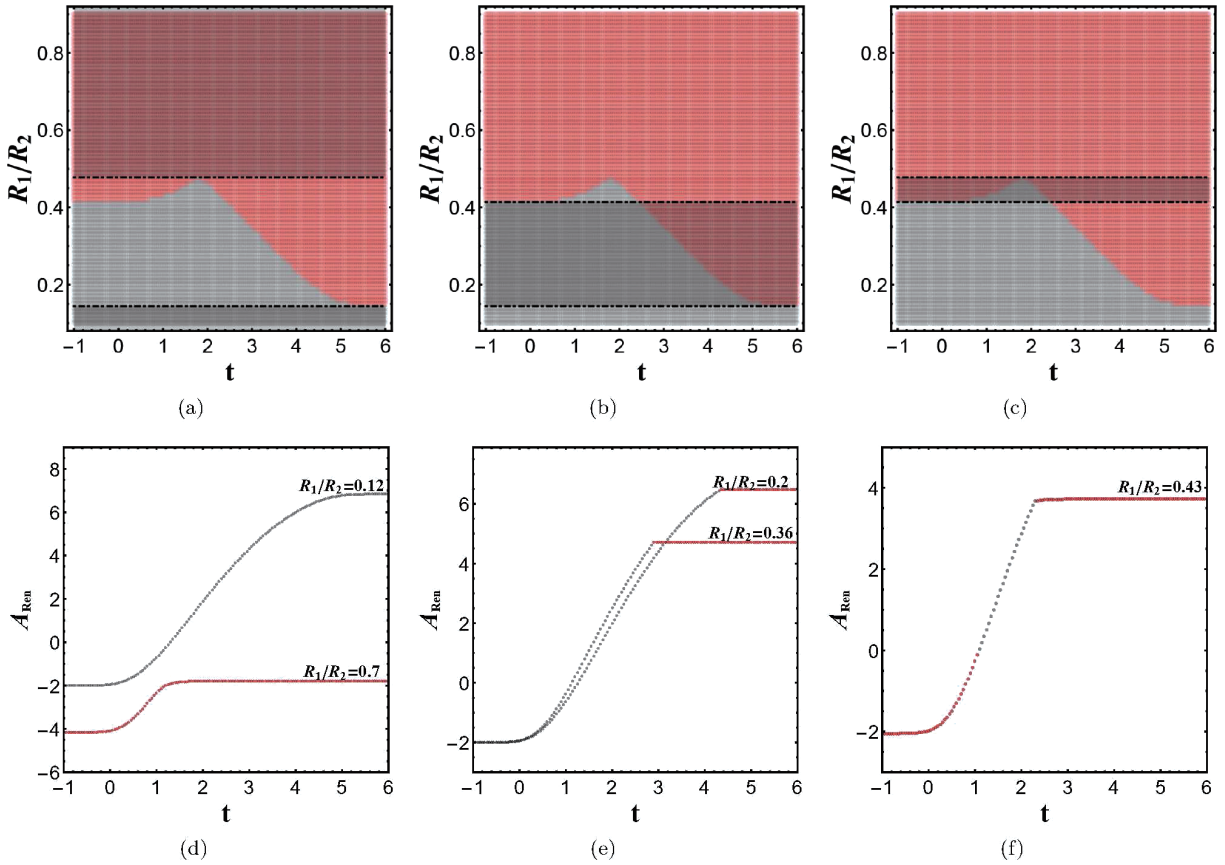 0.8
0.6
0.4
0.2
R₁/R₂
−1 0 1 2 3 4 5 6
t
(a)
0.8
0.6
0.4
0.2
R₁/R₂
−1 0 1 2 3 4 5 6
t
(b)
0.8
0.6
0.4
0.2
R₁/R₂
−1 0 1 2 3 4 5 6
t
(c)
8
6
4
2
0
−2
−4
−6
A_Ren
R₁/R₂=0.12
R₁/R₂=0.7
−1 0 1 2 3 4 5 6
t
(d)
6
4
2
0
−2
A_Ren
R₁/R₂=0.2
R₁/R₂=0.36
−1 0 1 2 3 4 5 6
t
(e)
4
2
0
−2
A_Ren
R₁/R₂=0.43
−1 0 1 2 3 4 5 6
t
(f)